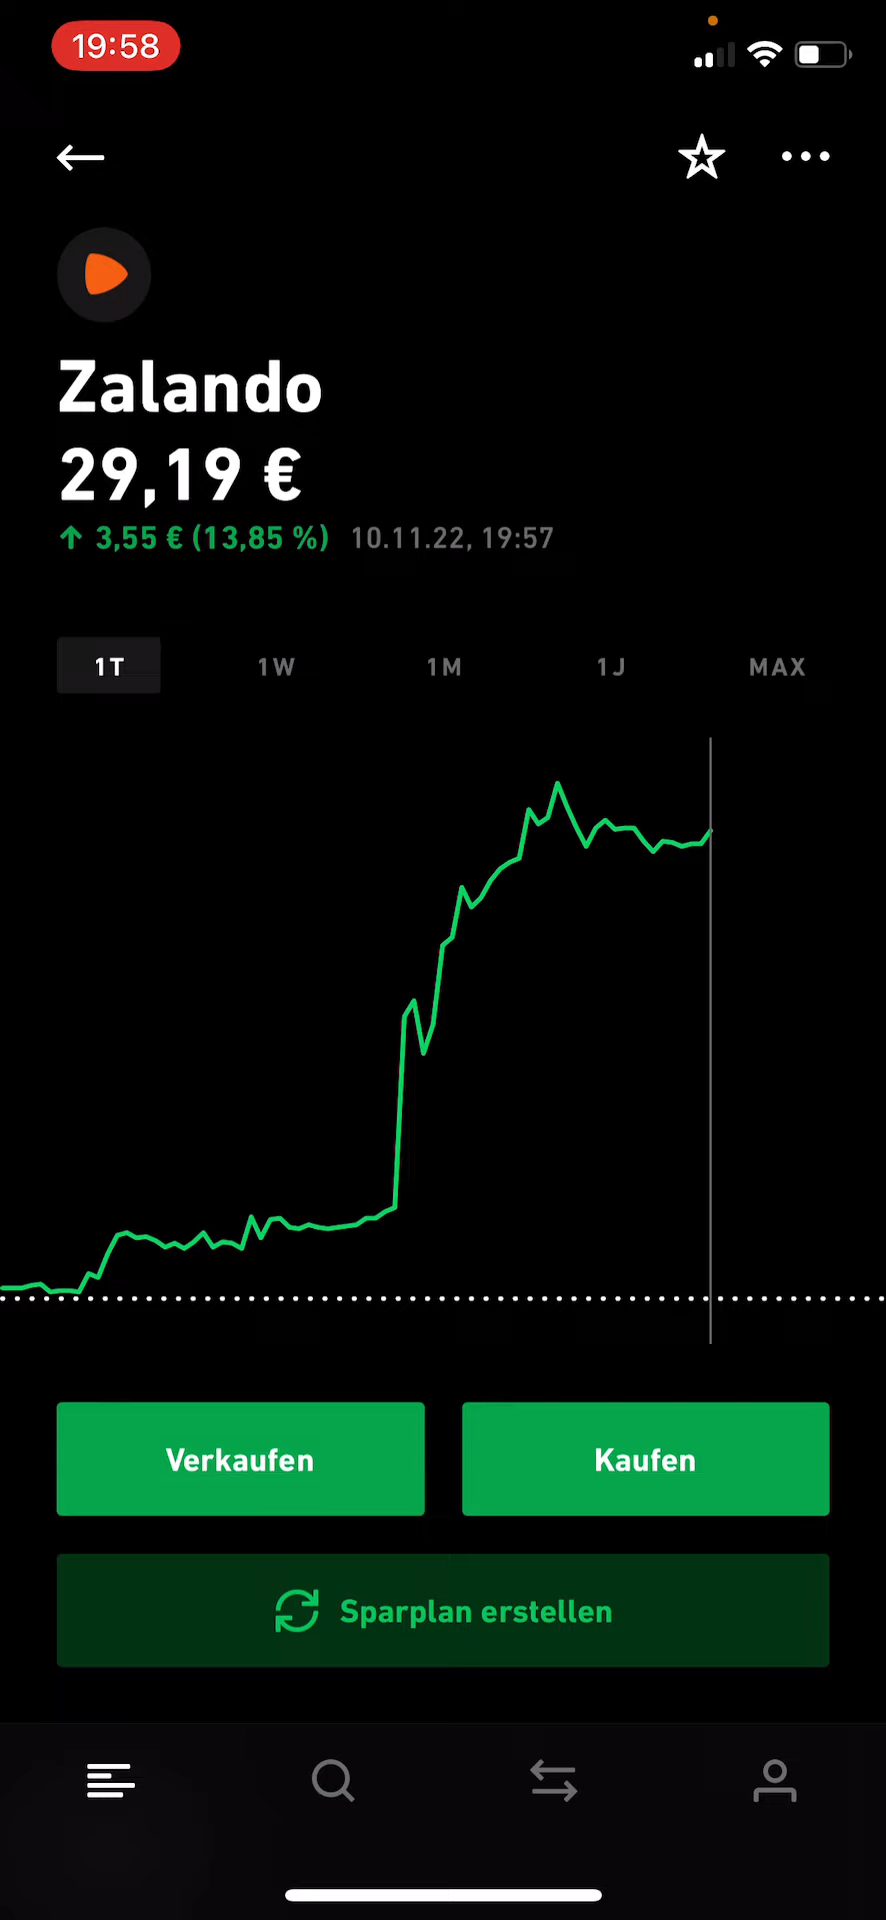 19:58
Zalando
29,19 €
↑ 3,55 € (13,85 %) 10.11.22, 19:57
1T 1W 1M 1J MAX
Verkaufen Kaufen
Sparplan erstellen